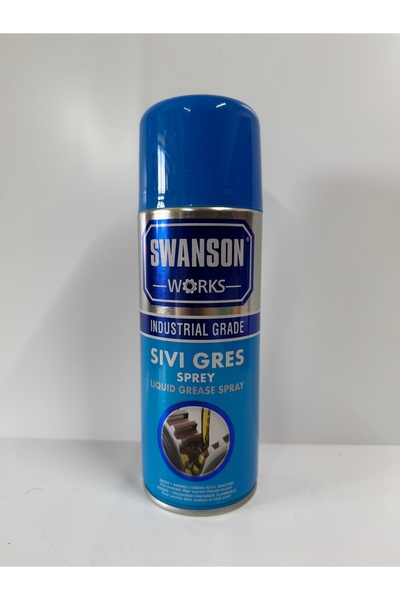 SWANSON®
WORKS
INDUSTRIAL GRADE
SIVI GRES
SPREY
LIQUID GREASE SPRAY